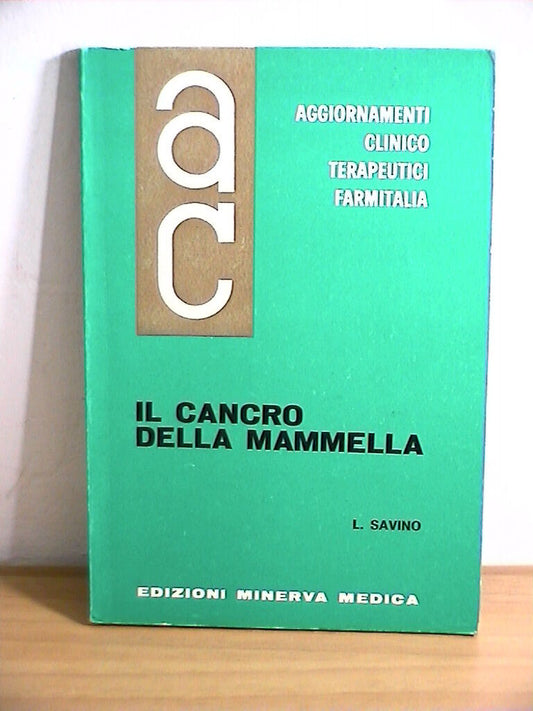 ac
AGGIORNAMENTI
CLINICO
TERAPEUTICI
FARMITALIA
IL CANCRO
DELLA MAMMELLA
L. SAVINO
EDIZIONI MINERVA MEDICA